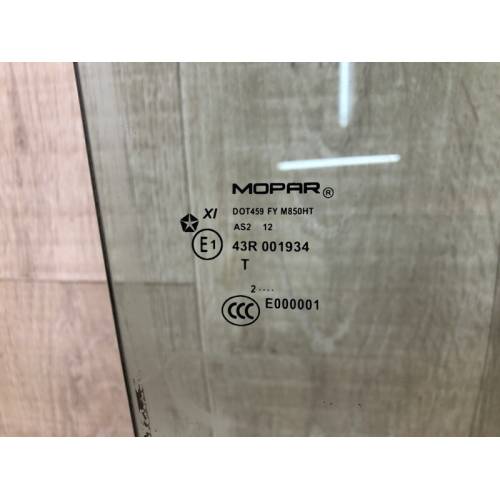 MOPAR®
XI DOT459 FY M850HT
AS2 12
E1 43R 001934
T
2 ····
CCC E000001